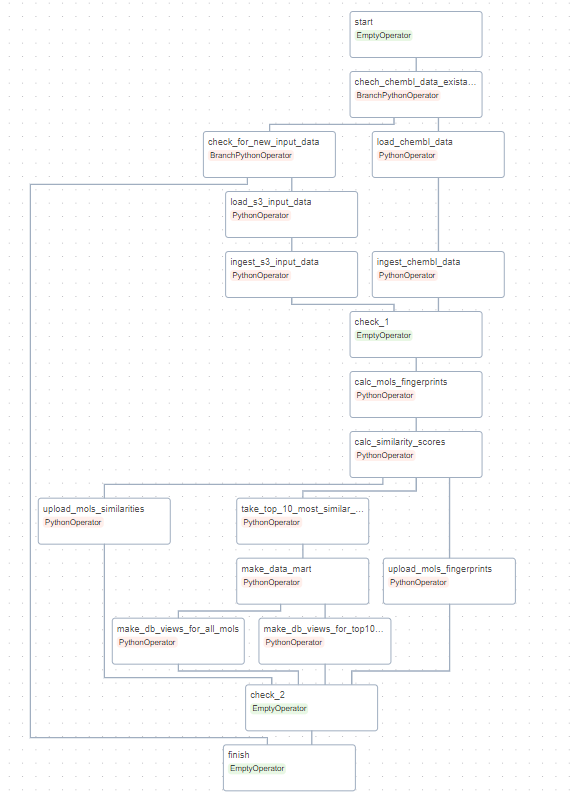 start
EmptyOperator
chech_chembl_data_exista...
BranchPythonOperator
check_for_new_input_data
BranchPythonOperator
load_chembl_data
PythonOperator
load_s3_input_data
PythonOperator
ingest_s3_input_data
PythonOperator
ingest_chembl_data
PythonOperator
check_1
EmptyOperator
calc_mols_fingerprints
PythonOperator
calc_similarity_scores
PythonOperator
upload_mols_similarities
PythonOperator
take_top_10_most_similar_...
PythonOperator
make_data_mart
PythonOperator
upload_mols_fingerprints
PythonOperator
make_db_views_for_all_mols
PythonOperator
make_db_views_for_top10...
PythonOperator
check_2
EmptyOperator
finish
EmptyOperator